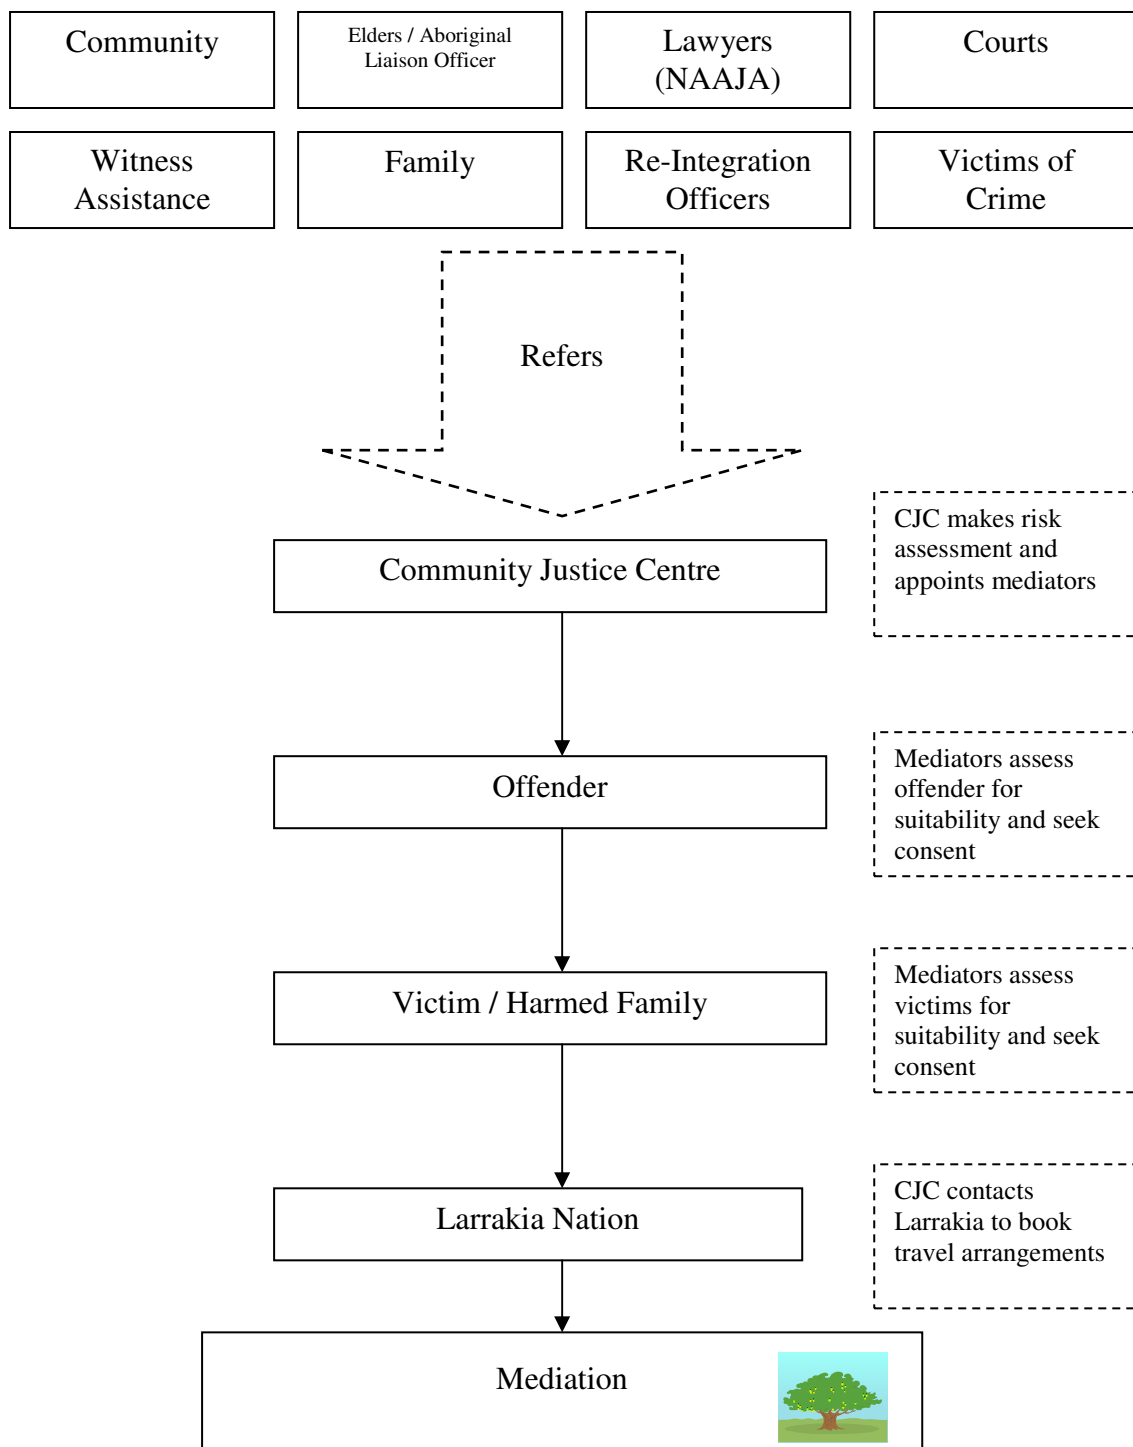 Community
Elders / Aboriginal
Liaison Officer
Lawyers
(NAAJA)
Courts
Witness
Assistance
Family
Re-Integration
Officers
Victims of
Crime
Refers
CJC makes risk
assessment and
appoints mediators
Community Justice Centre
Mediators assess
offender for
suitability and seek
consent
Offender
Mediators assess
victims for
suitability and seek
consent
Victim / Harmed Family
CJC contacts
Larrakia to book
travel arrangements
Larrakia Nation
Mediation